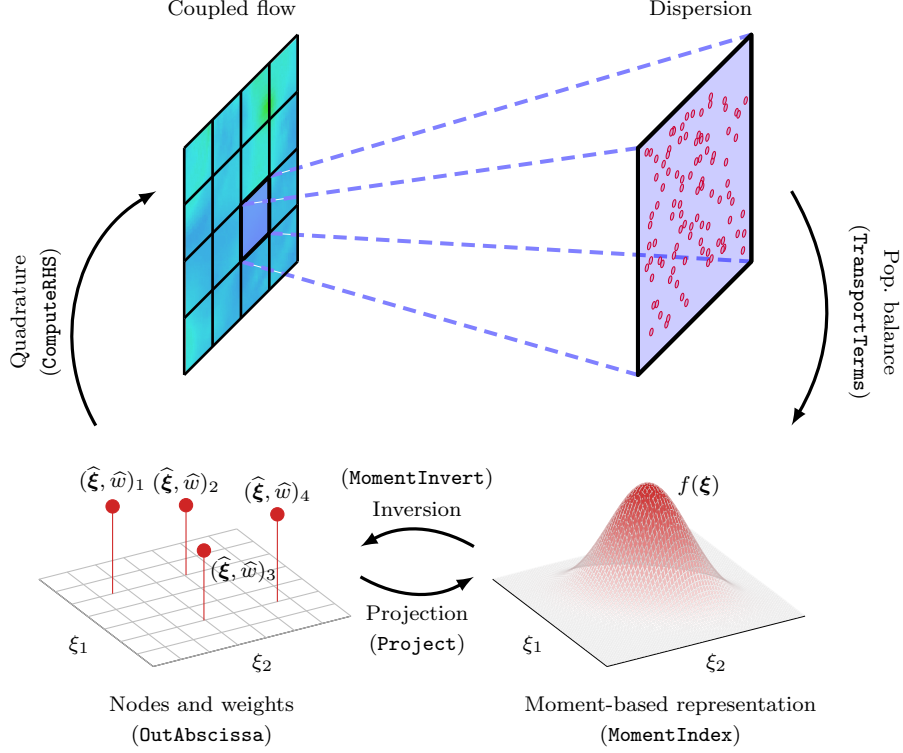 Coupled flow
Dispersion
Quadrature
(ComputeRHS)
Pop. balance
(TransportTerms)
(ξ̂, ŵ)₁
(ξ̂, ŵ)₂
(ξ̂, ŵ)₄
(ξ̂, ŵ)₃
(MomentInvert)
Inversion
f(ξ)
Projection
(Project)
ξ₁
ξ₂
ξ₁
ξ₂
Nodes and weights
(OutAbscissa)
Moment-based representation
(MomentIndex)